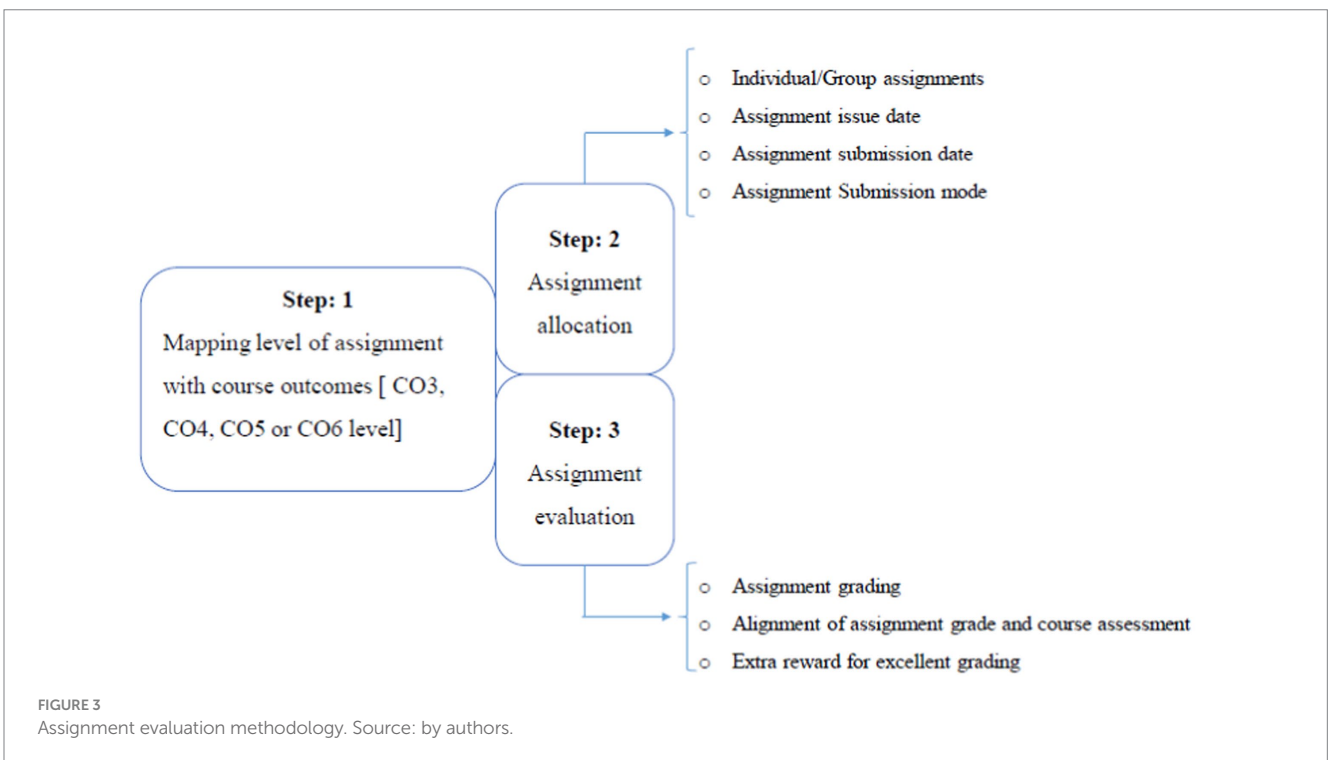 o Individual/Group assignments
o Assignment issue date
o Assignment submission date
o Assignment Submission mode
Step: 1
Mapping level of assignment
with course outcomes [ CO3,
CO4, CO5 or CO6 level]
Step: 2
Assignment
allocation
Step: 3
Assignment
evaluation
o Assignment grading
o Alignment of assignment grade and course assessment
o Extra reward for excellent grading
FIGURE 3
Assignment evaluation methodology. Source: by authors.